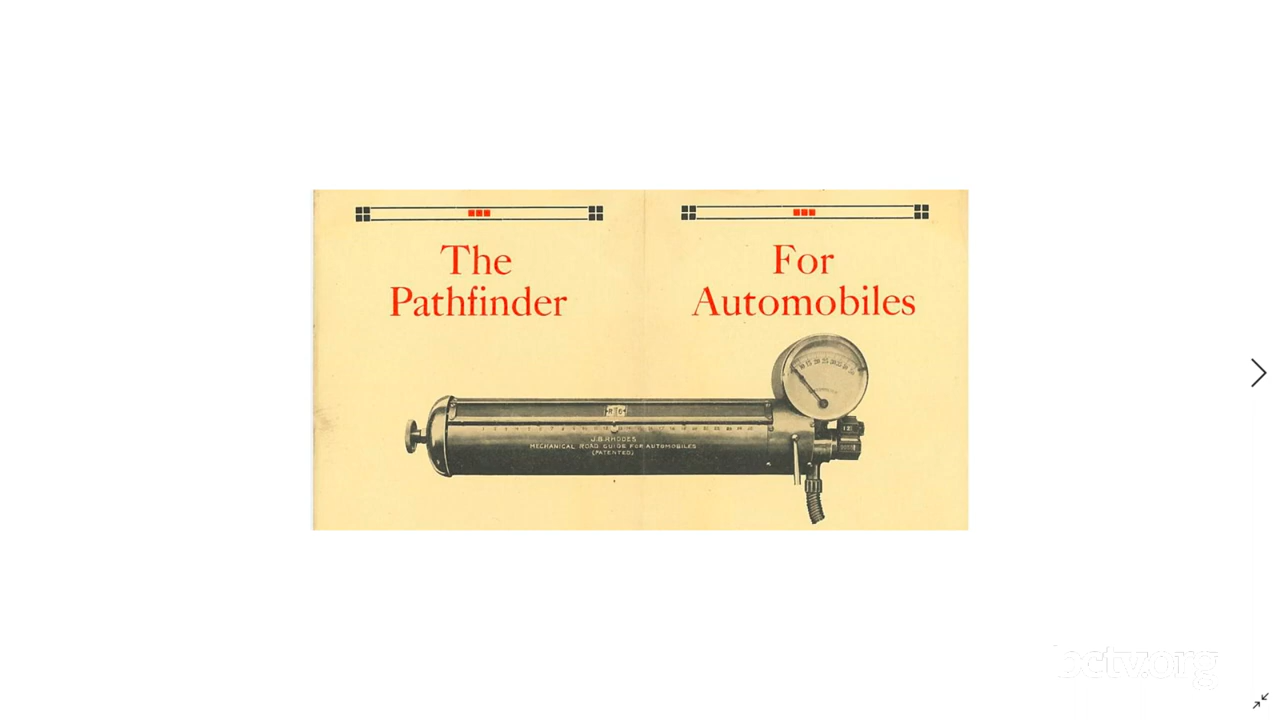 The
Pathfinder
For
Automobiles
J.B. RHODES
MECHANICAL ROAD GUIDE FOR AUTOMOBILES
(PATENTED)
bctv.org